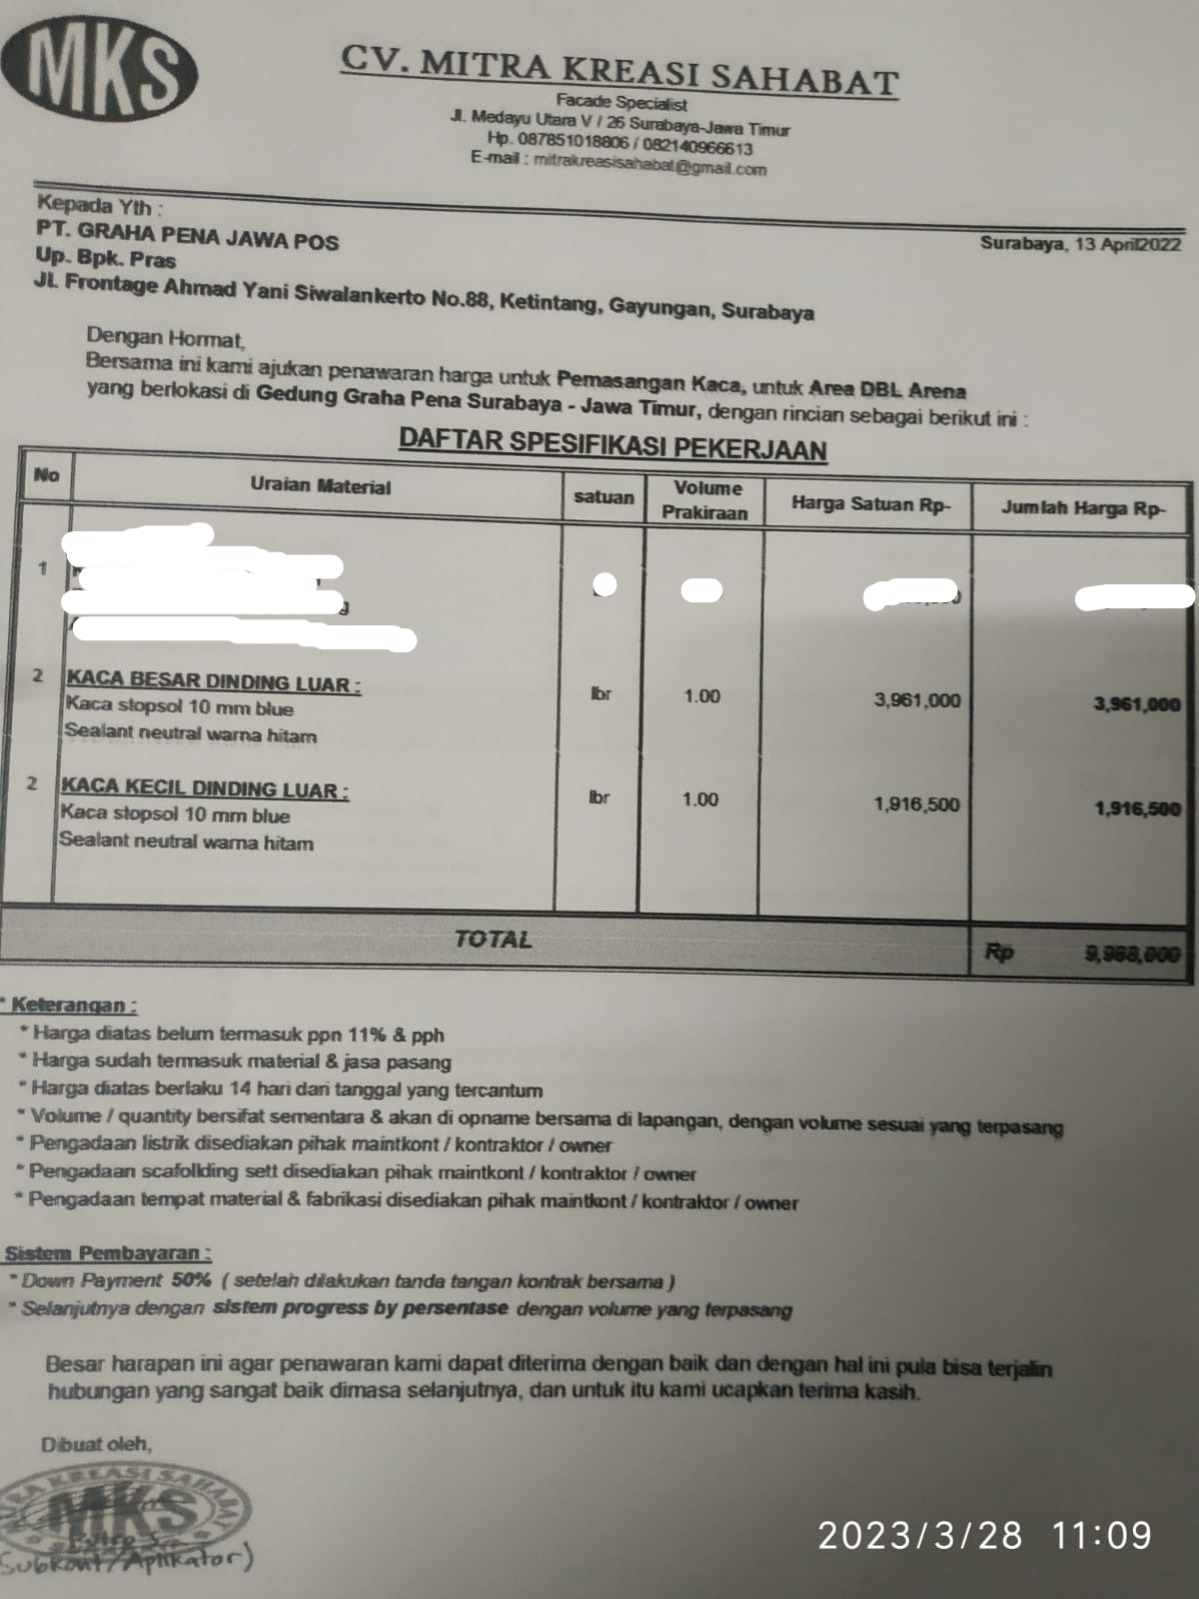 MKS
CV. MITRA KREASI SAHABAT
Facade Specialist
Jl. Medayu Utara V / 26 Surabaya-Jawa Timur
Hp. 087851018806 / 082140966613
E-mail : mitrakreasisahabat@gmail.com
Kepada Yth :
PT. GRAHA PENA JAWA POS
Surabaya, 13 April2022
Up. Bpk. Pras
Jl. Frontage Ahmad Yani Siwalankerto No.88, Ketintang, Gayungan, Surabaya
Dengan Hormat,
Bersama ini kami ajukan penawaran harga untuk Pemasangan Kaca, untuk Area DBL Arena
yang berlokasi di Gedung Graha Pena Surabaya - Jawa Timur, dengan rincian sebagai berikut ini :
DAFTAR SPESIFIKASI PEKERJAAN
No Uraian Material satuan Volume Prakiraan Harga Satuan Rp- Jumlah Harga Rp-
1
2 KACA BESAR DINDING LUAR : lbr 1.00 3,961,000 3,961,000
Kaca stopsol 10 mm blue
Sealant neutral warna hitam
2 KACA KECIL DINDING LUAR : lbr 1.00 1,916,500 1,916,500
Kaca stopsol 10 mm blue
Sealant neutral warna hitam
TOTAL Rp
* Keterangan :
* Harga diatas belum termasuk ppn 11% & pph
* Harga sudah termasuk material & jasa pasang
* Harga diatas berlaku 14 hari dari tanggal yang tercantum
* Volume / quantity bersifat sementara & akan di opname bersama di lapangan, dengan volume sesuai yang terpasang
* Pengadaan listrik disediakan pihak maintkont / kontraktor / owner
* Pengadaan scafollding sett disediakan pihak maintkont / kontraktor / owner
* Pengadaan tempat material & fabrikasi disediakan pihak maintkont / kontraktor / owner
Sistem Pembayaran :
* Down Payment 50% ( setelah dilakukan tanda tangan kontrak bersama )
* Selanjutnya dengan sistem progress by persentase dengan volume yang terpasang
Besar harapan ini agar penawaran kami dapat diterima dengan baik dan dengan hal ini pula bisa terjalin
hubungan yang sangat baik dimasa selanjutnya, dan untuk itu kami ucapkan terima kasih.
Dibuat oleh,
KREASI SAHABAT
MKS
Subkont/Aplikator)
2023/3/28 11:09